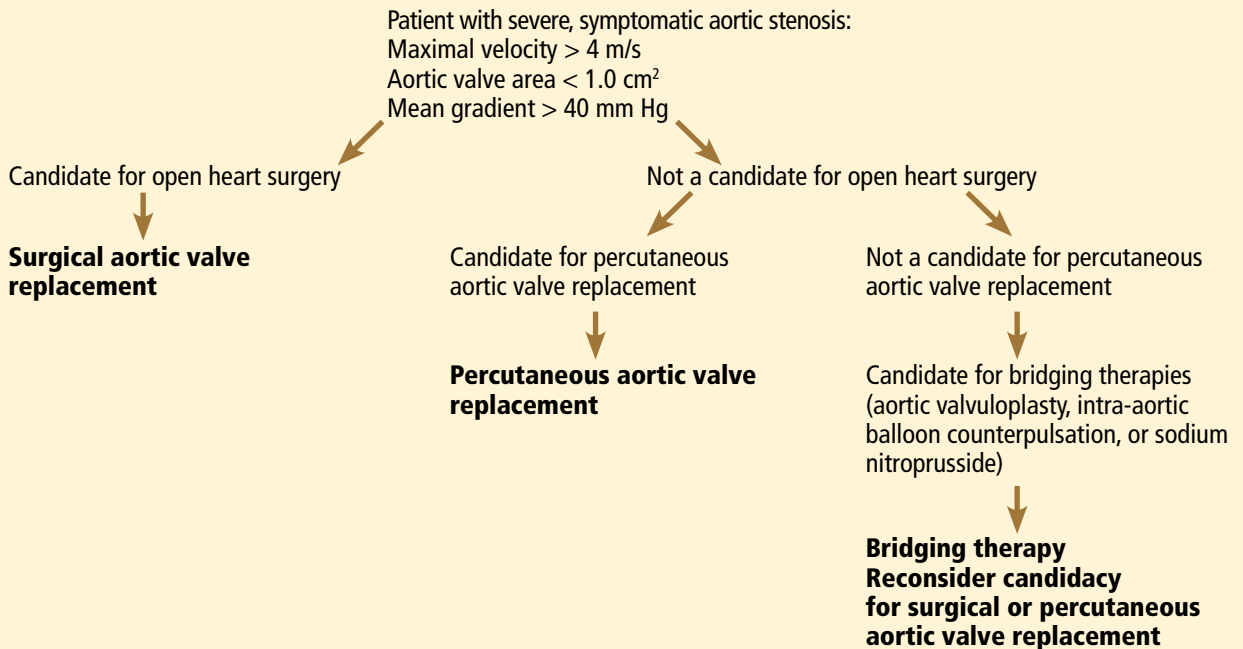 Patient with severe, symptomatic aortic stenosis:
Maximal velocity > 4 m/s
Aortic valve area < 1.0 cm²
Mean gradient > 40 mm Hg
Candidate for open heart surgery
Not a candidate for open heart surgery
Surgical aortic valve
replacement
Candidate for percutaneous
aortic valve replacement
Not a candidate for percutaneous
aortic valve replacement
Percutaneous aortic valve
replacement
Candidate for bridging therapies
(aortic valvuloplasty, intra-aortic
balloon counterpulsation, or sodium
nitroprusside)
Bridging therapy
Reconsider candidacy
for surgical or percutaneous
aortic valve replacement